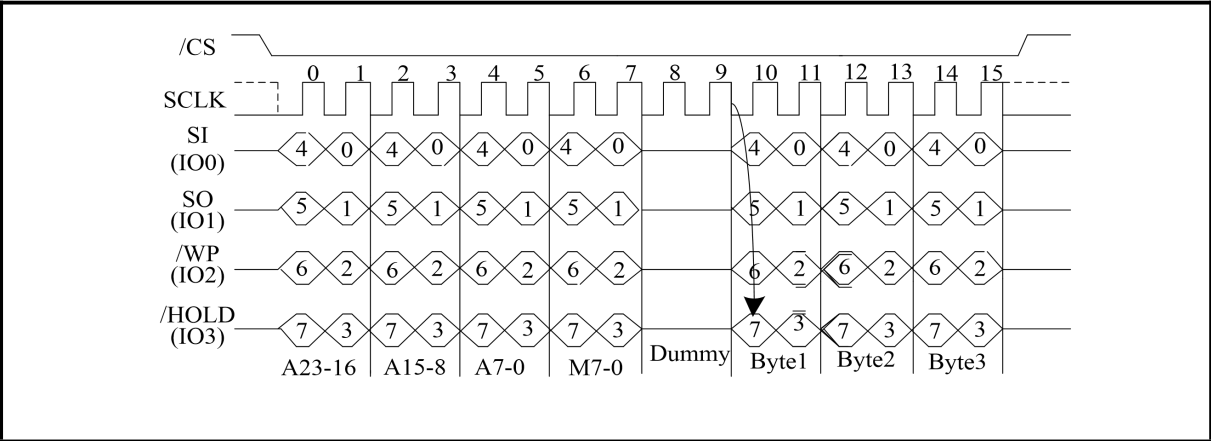 /CS
0 1 2 3 4 5 6 7 8 9 10 11 12 13 14 15
SCLK
SI
(IO0)
4 0 4 0 4 0 4 0 4 0 4 0 4 0
SO
(IO1)
5 1 5 1 5 1 5 1 5 1 5 1 5 1
/WP
(IO2)
6 2 6 2 6 2 6 2 6 2 6 2 6 2
/HOLD
(IO3)
7 3 7 3 7 3 7 3 7 3 7 3 7 3
A23-16 A15-8 A7-0 M7-0 Dummy Byte1 Byte2 Byte3